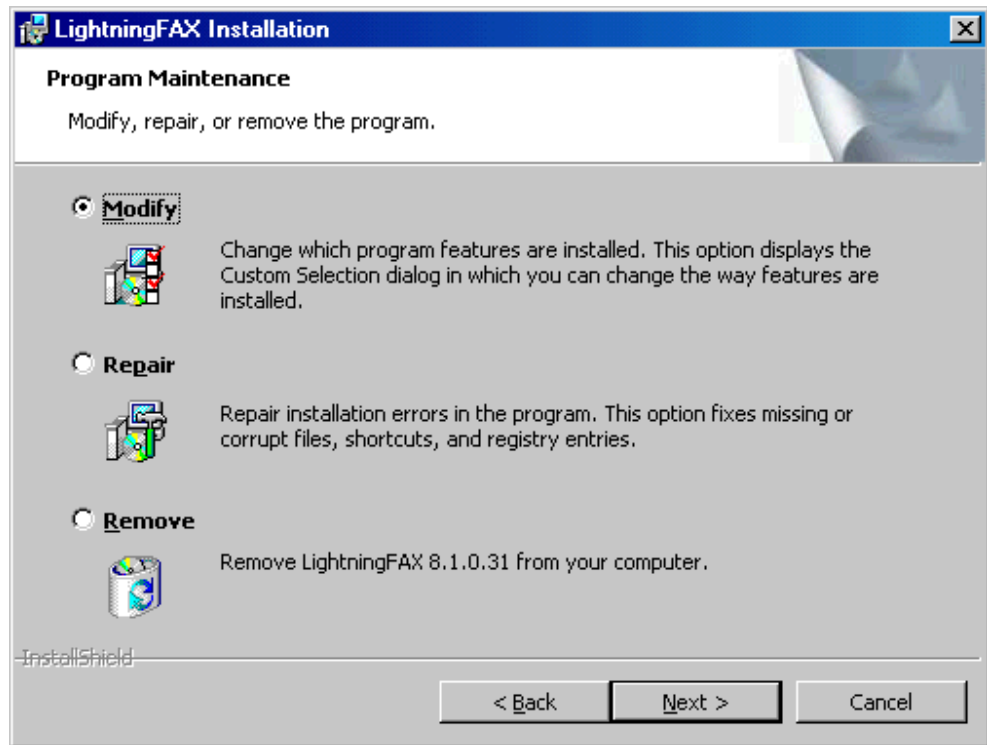 LightningFAX Installation
Program Maintenance
Modify, repair, or remove the program.
Modify
Change which program features are installed. This option displays the
Custom Selection dialog in which you can change the way features are
installed.
Repair
Repair installation errors in the program. This option fixes missing or
corrupt files, shortcuts, and registry entries.
Remove
Remove LightningFAX 8.1.0.31 from your computer.
InstallShield
< Back
Next >
Cancel